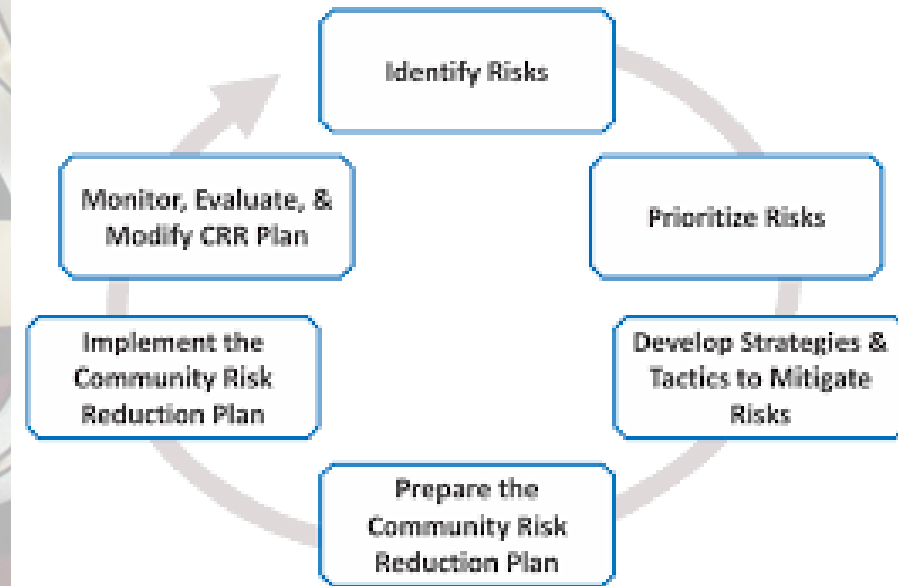 Identify Risks
Prioritize Risks
Develop Strategies &
Tactics to Mitigate
Risks
Prepare the
Community Risk
Reduction Plan
Implement the
Community Risk
Reduction Plan
Monitor, Evaluate, &
Modify CRR Plan